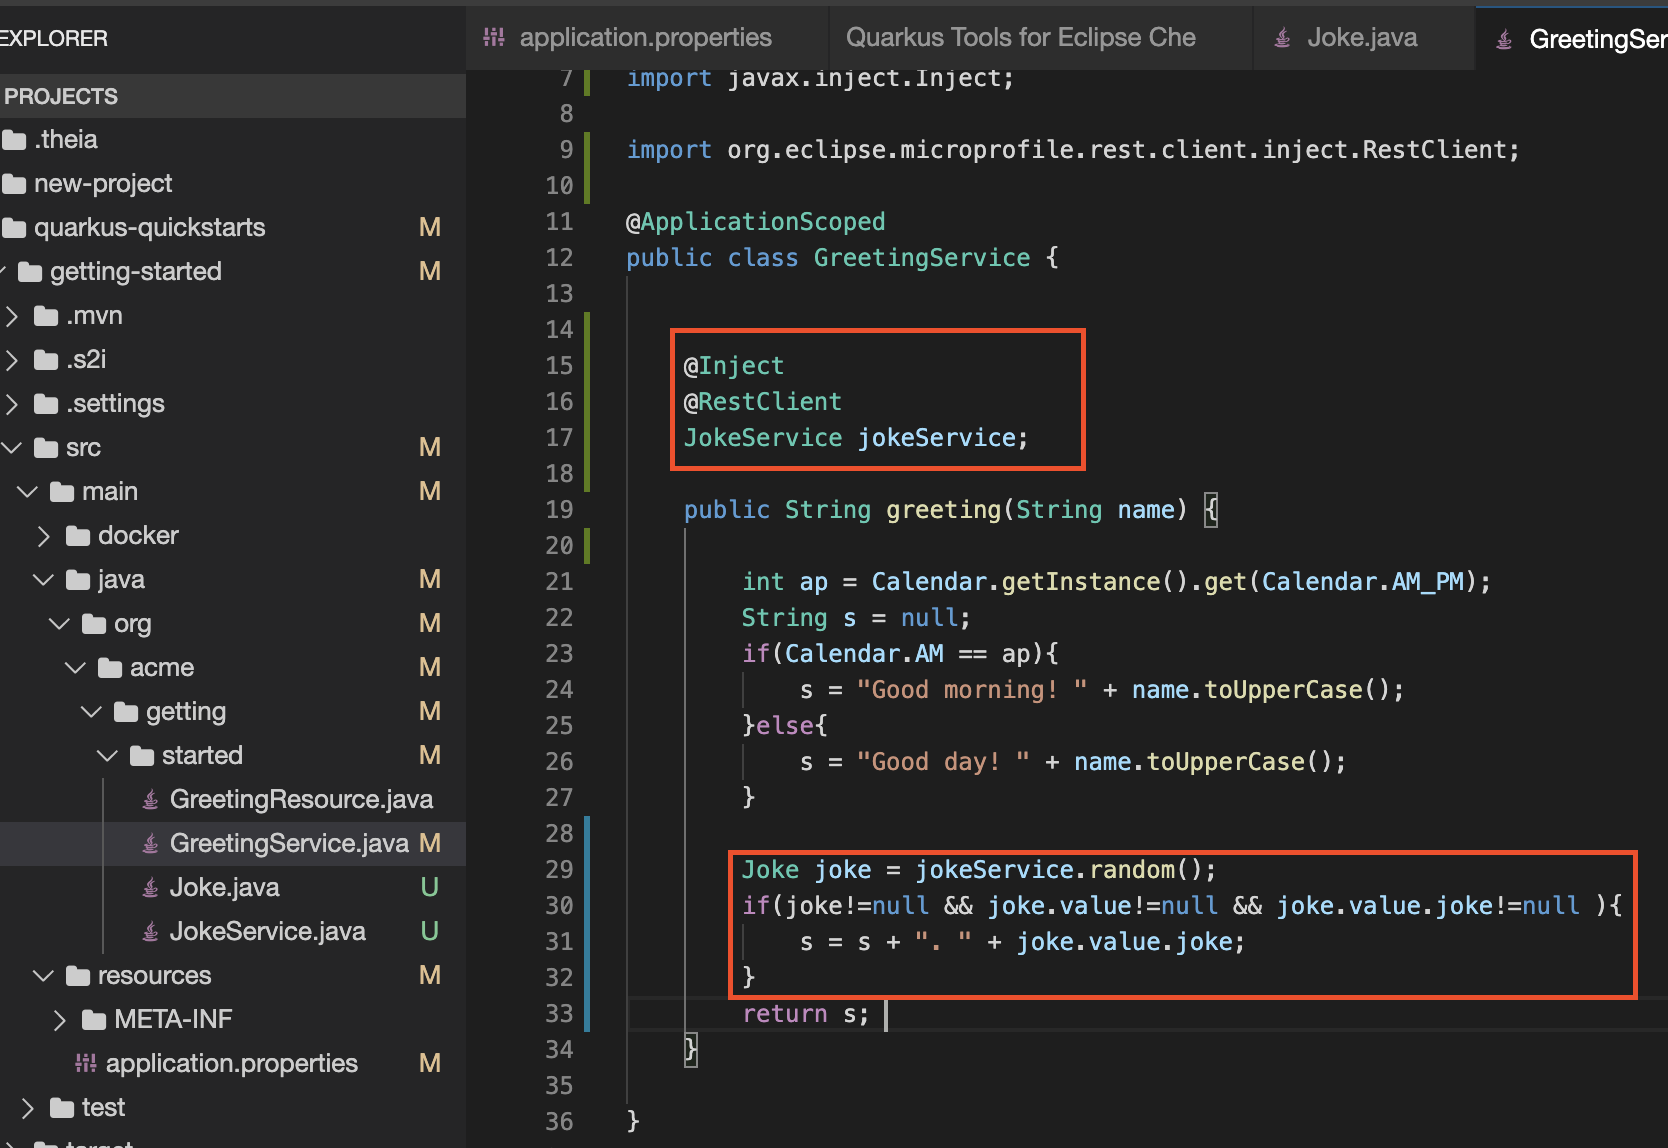 EXPLORER
PROJECTS
.theia
new-project
quarkus-quickstarts M
getting-started M
.mvn
.s2i
.settings
src M
main M
docker
java M
org M
acme M
getting M
started M
GreetingResource.java
GreetingService.java M
Joke.java U
JokeService.java U
resources M
META-INF
application.properties M
test
target
application.properties
Quarkus Tools for Eclipse Che
Joke.java
GreetingSer
7 import javax.inject.Inject;
8
9 import org.eclipse.microprofile.rest.client.inject.RestClient;
10
11 @ApplicationScoped
12 public class GreetingService {
13
14
15 @Inject
16 @RestClient
17 JokeService jokeService;
18
19 public String greeting(String name) {
20
21 int ap = Calendar.getInstance().get(Calendar.AM_PM);
22 String s = null;
23 if(Calendar.AM == ap){
24 s = "Good morning! " + name.toUpperCase();
25 }else{
26 s = "Good day! " + name.toUpperCase();
27 }
28
29 Joke joke = jokeService.random();
30 if(joke!=null && joke.value!=null && joke.value.joke!=null ){
31 s = s + ". " + joke.value.joke;
32 }
33 return s;
34 }
35
36 }